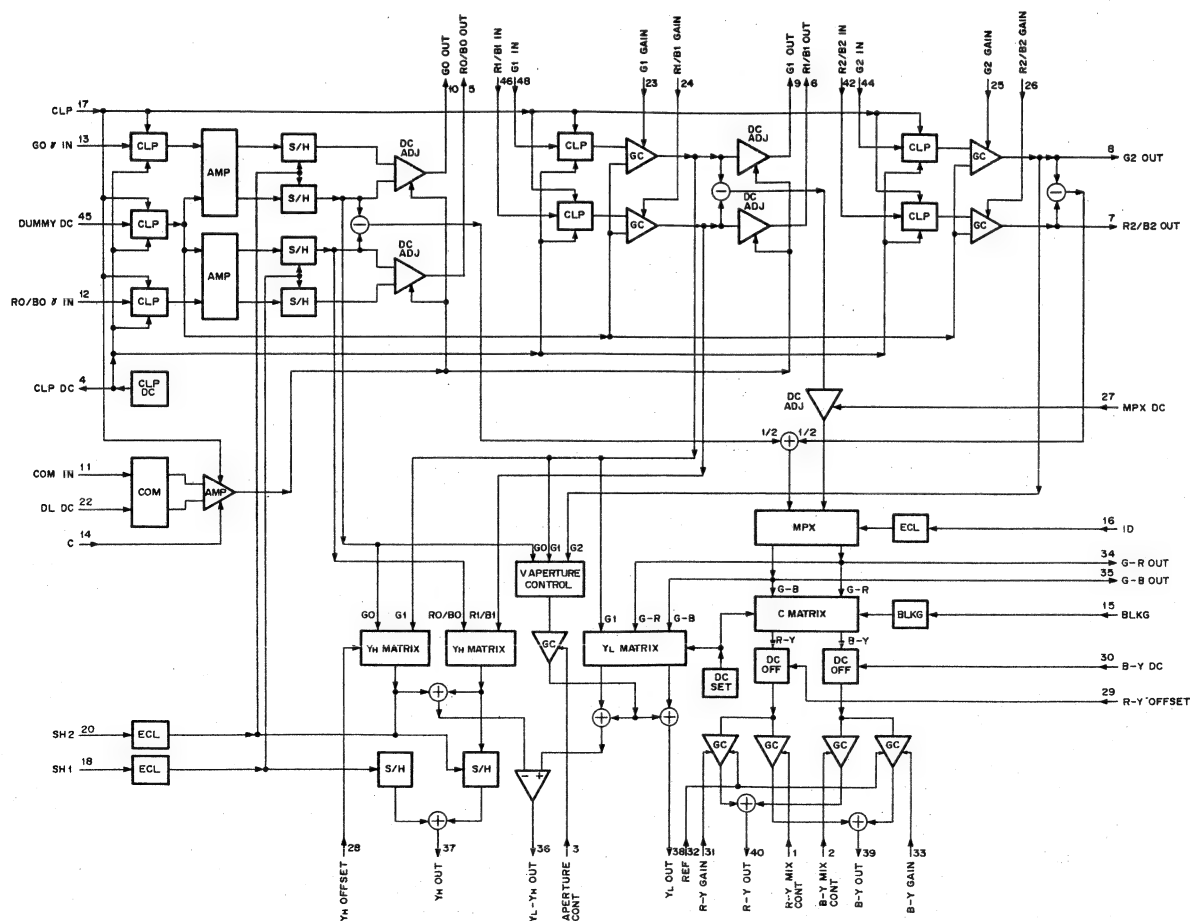 G0 OUT
R0/B0 OUT
R1/B1 IN
G1 IN
G1 GAIN
R1/B1 GAIN
G1 OUT
R1/B1 OUT
R2/B2 IN
G2 IN
G2 GAIN
R2/B2 GAIN
10 5 46 48 23 24 9 6 42 44 25 26
CLP 17
GO〃IN 13
CLP
AMP
S/H
DC ADJ
CLP
GC
DC ADJ
CLP
GC
8 G2 OUT
S/H
−
DC ADJ
−
DUMMY DC 45
CLP
−
CLP
GC
CLP
GC
7 R2/B2 OUT
S/H
DC ADJ
AMP
RO/BO〃IN 12
CLP
S/H
CLP DC 4
CLP DC
DC ADJ
27 MPX DC
1/2 + 1/2
COM IN 11
COM
AMP
DL DC 22
C 14
MPX
ECL
16 ID
34 G-R OUT
35 G-B OUT
G0 G1 G2
V APERTURE CONTROL
G-B G-R
C MATRIX
BLKG
15 BLKG
G0 G1 R0/B0 R1/B1
G1 G-R G-B
YH MATRIX
YH MATRIX
GC
YL MATRIX
R-Y B-Y
DC SET
DC OFF
DC OFF
30 B-Y DC
29 R-Y OFFSET
+
+ +
SH2 20
ECL
SH1 18
ECL
S/H
S/H
− +
GC GC GC GC
+ +
+
28 37 36 3 38 32 31 40 1 2 39 33
YH OFFSET
YH OUT
YL-YH OUT
APERTURE CONT
YL OUT
REF
R-Y GAIN
R-Y OUT
R-Y MIX CONT
B-Y MIX CONT
B-Y OUT
B-Y GAIN